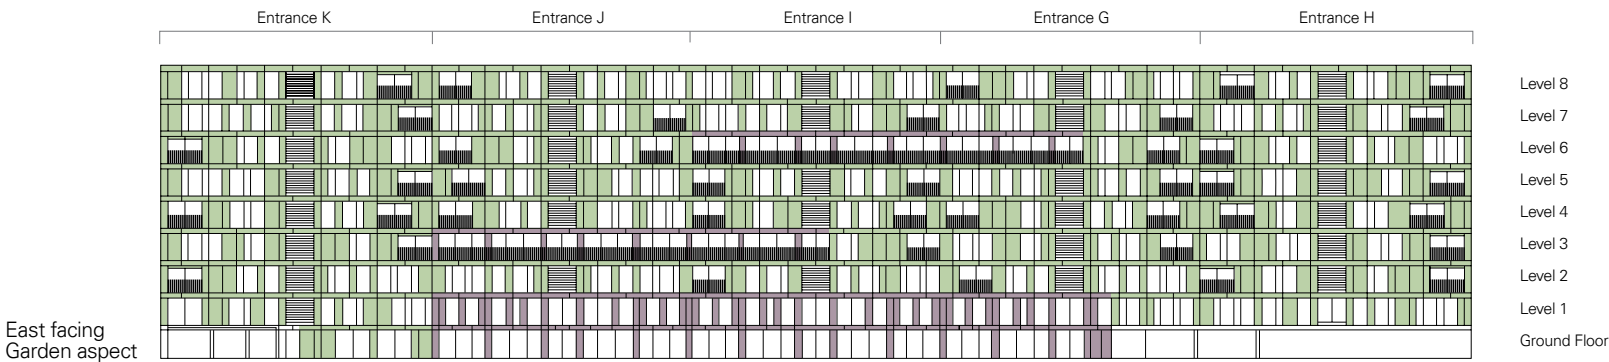 Entrance K Entrance J Entrance I Entrance G Entrance H
Level 8
Level 7
Level 6
Level 5
Level 4
Level 3
Level 2
Level 1
East facing
Garden aspect
Ground Floor